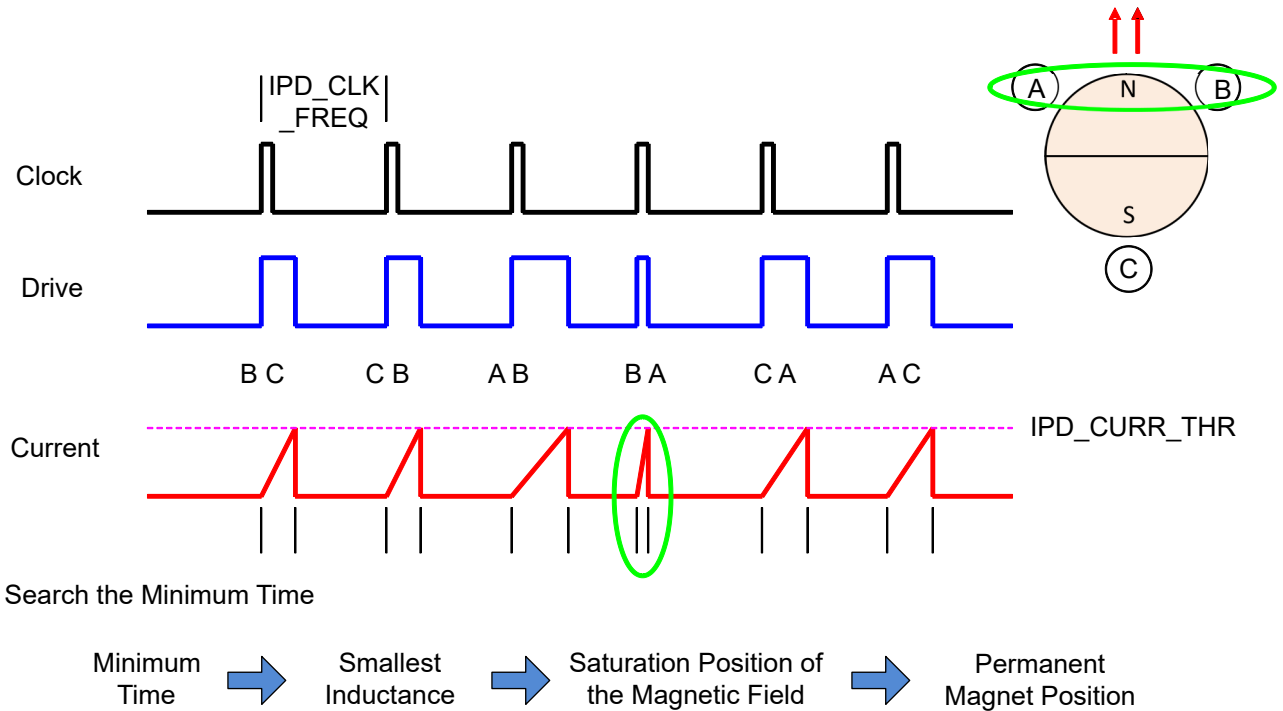 IPD_CLK
_FREQ
A
N
B
S
C
Clock
Drive
B C
C B
A B
B A
C A
A C
Current
IPD_CURR_THR
Search the Minimum Time
Minimum
Time
Smallest
Inductance
Saturation Position of
the Magnetic Field
Permanent
Magnet Position